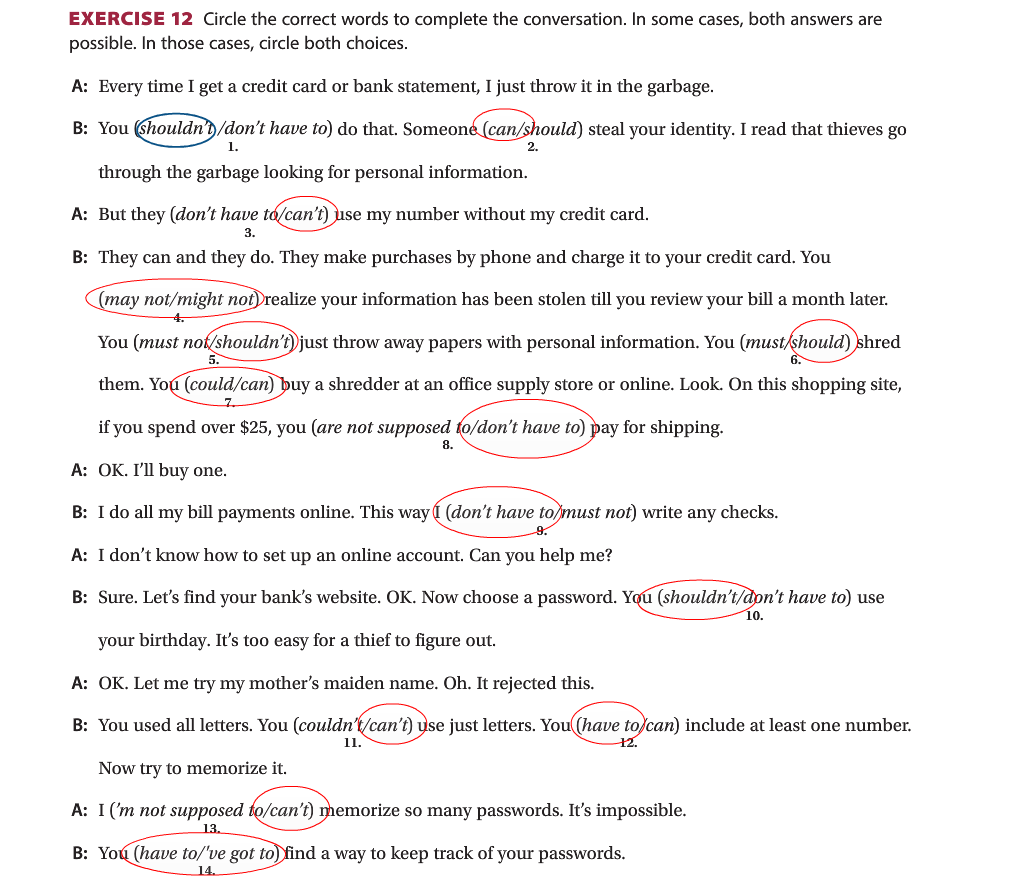 EXERCISE 12 Circle the correct words to complete the conversation. In some cases, both answers are
possible. In those cases, circle both choices.
A: Every time I get a credit card or bank statement, I just throw it in the garbage.
B: You (shouldn't/don't have to) do that. Someone (can/should) steal your identity. I read that thieves go
1. 2.
through the garbage looking for personal information.
A: But they (don't have to/can't) use my number without my credit card.
3.
B: They can and they do. They make purchases by phone and charge it to your credit card. You
(may not/might not) realize your information has been stolen till you review your bill a month later.
4.
You (must not/shouldn't) just throw away papers with personal information. You (must/should) shred
5. 6.
them. You (could/can) buy a shredder at an office supply store or online. Look. On this shopping site,
7.
if you spend over $25, you (are not supposed to/don't have to) pay for shipping.
8.
A: OK. I'll buy one.
B: I do all my bill payments online. This way I (don't have to/must not) write any checks.
9.
A: I don't know how to set up an online account. Can you help me?
B: Sure. Let's find your bank's website. OK. Now choose a password. You (shouldn't/don't have to) use
10.
your birthday. It's too easy for a thief to figure out.
A: OK. Let me try my mother's maiden name. Oh. It rejected this.
B: You used all letters. You (couldn't/can't) use just letters. You (have to/can) include at least one number.
11. 12.
Now try to memorize it.
A: I ('m not supposed to/can't) memorize so many passwords. It's impossible.
13.
B: You (have to/'ve got to) find a way to keep track of your passwords.
14.